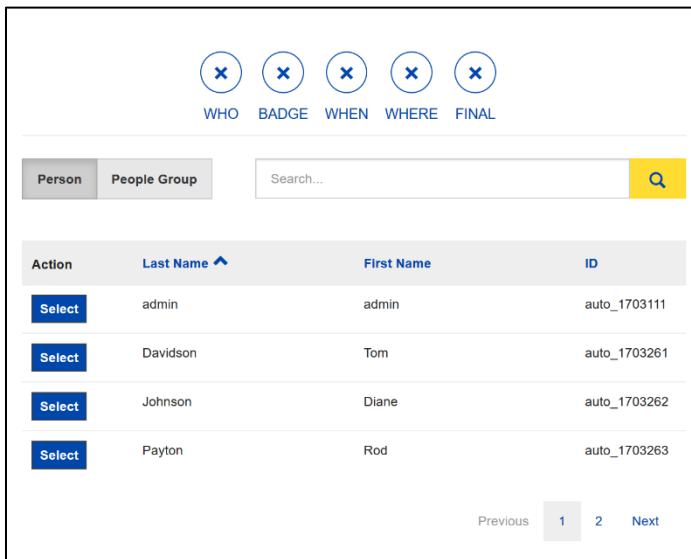 WHO BADGE WHEN WHERE FINAL
Person People Group Search...
Action Last Name First Name ID
Select admin admin auto_1703111
Select Davidson Tom auto_1703261
Select Johnson Diane auto_1703262
Select Payton Rod auto_1703263
Previous 1 2 Next